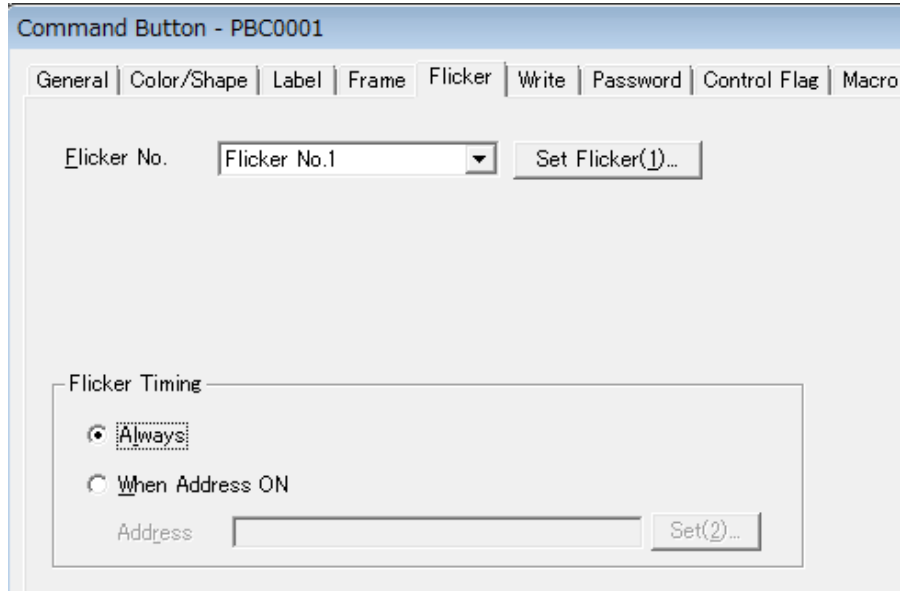 Command Button - PBC0001
General Color/Shape Label Frame Flicker Write Password Control Flag Macro
Flicker No. Flicker No.1 Set Flicker(1)...
Flicker Timing
Always
When Address ON
Address Set(2)...